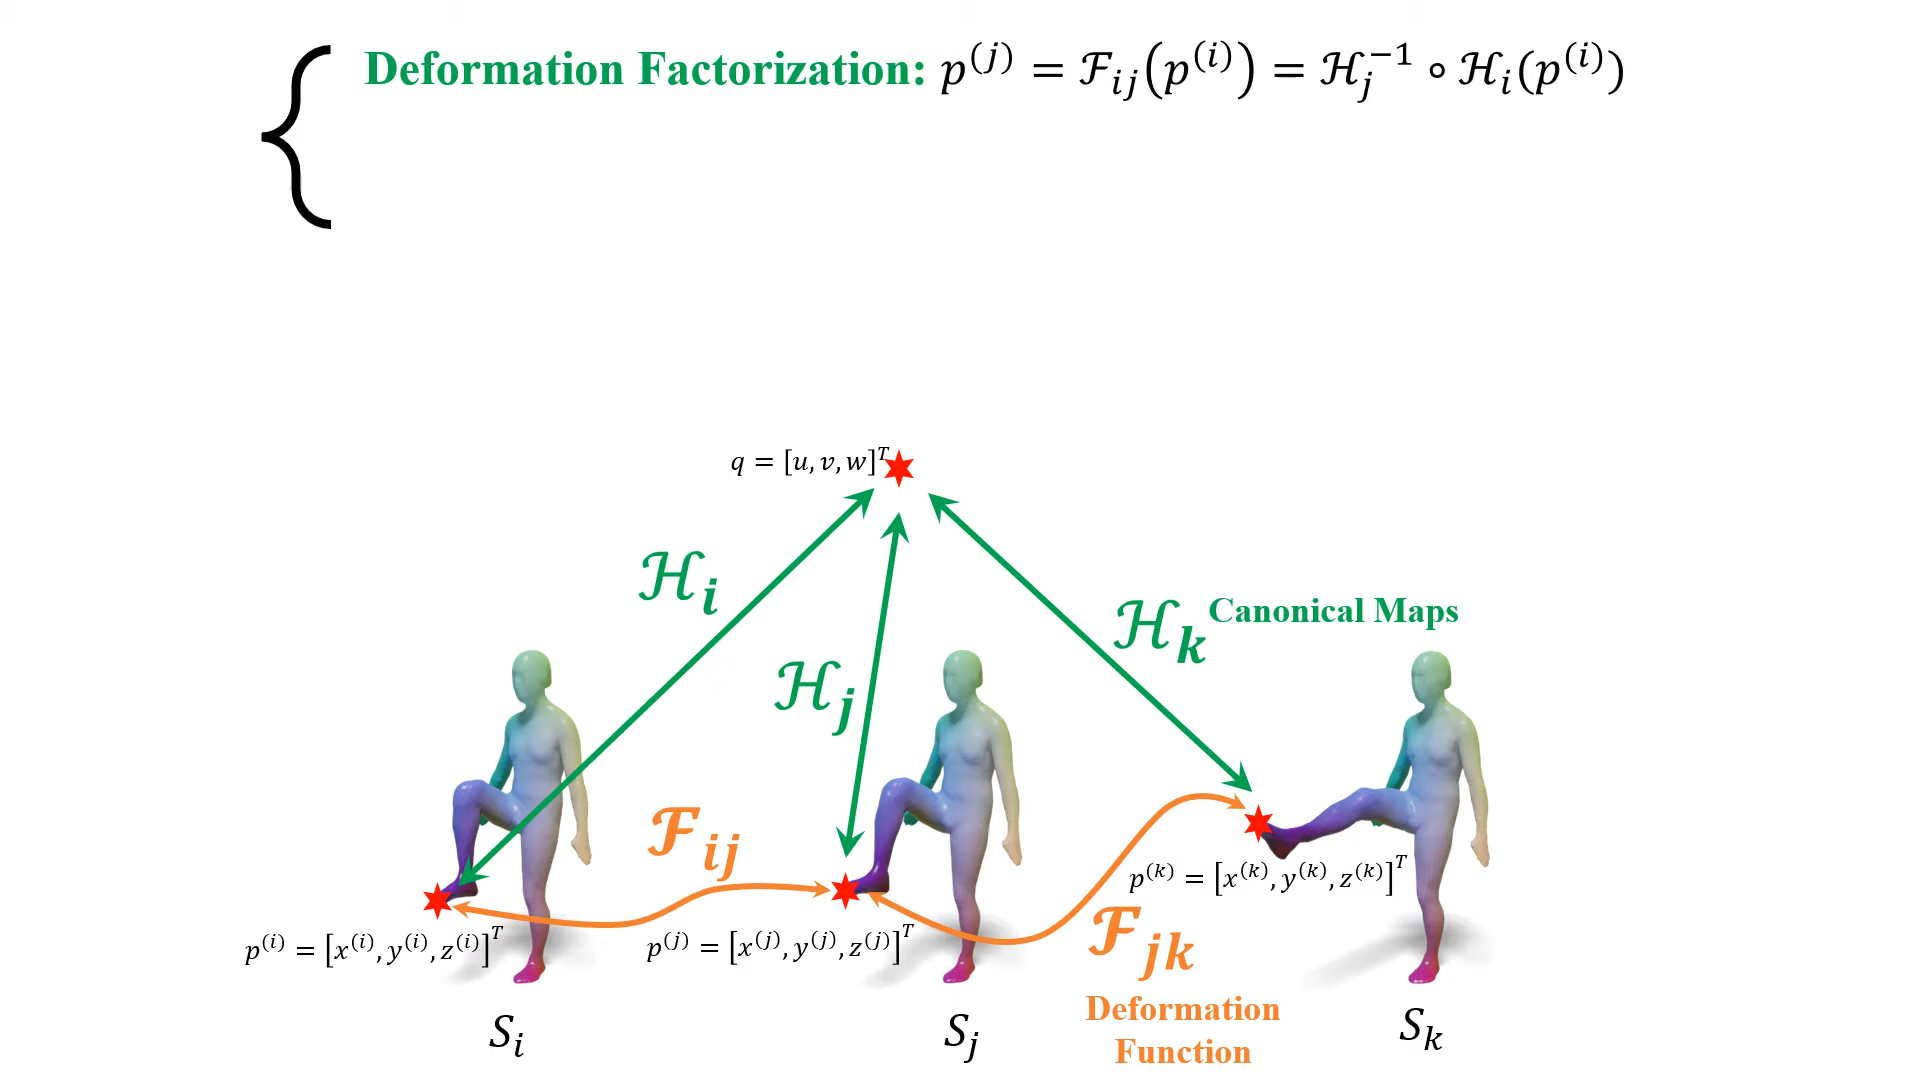 Deformation Factorization: p^(j) = ℱ_ij(p^(i)) = ℋ_j^−1 ∘ ℋ_i(p^(i))
q = [u, v, w]^T
ℋ_i
ℋ_k Canonical Maps
ℋ_j
ℱ_ij
p^(k) = [x^(k), y^(k), z^(k)]^T
p^(i) = [x^(i), y^(i), z^(i)]^T
p^(j) = [x^(j), y^(j), z^(j)]^T
ℱ_jk
Deformation
Function
S_i
S_j
S_k